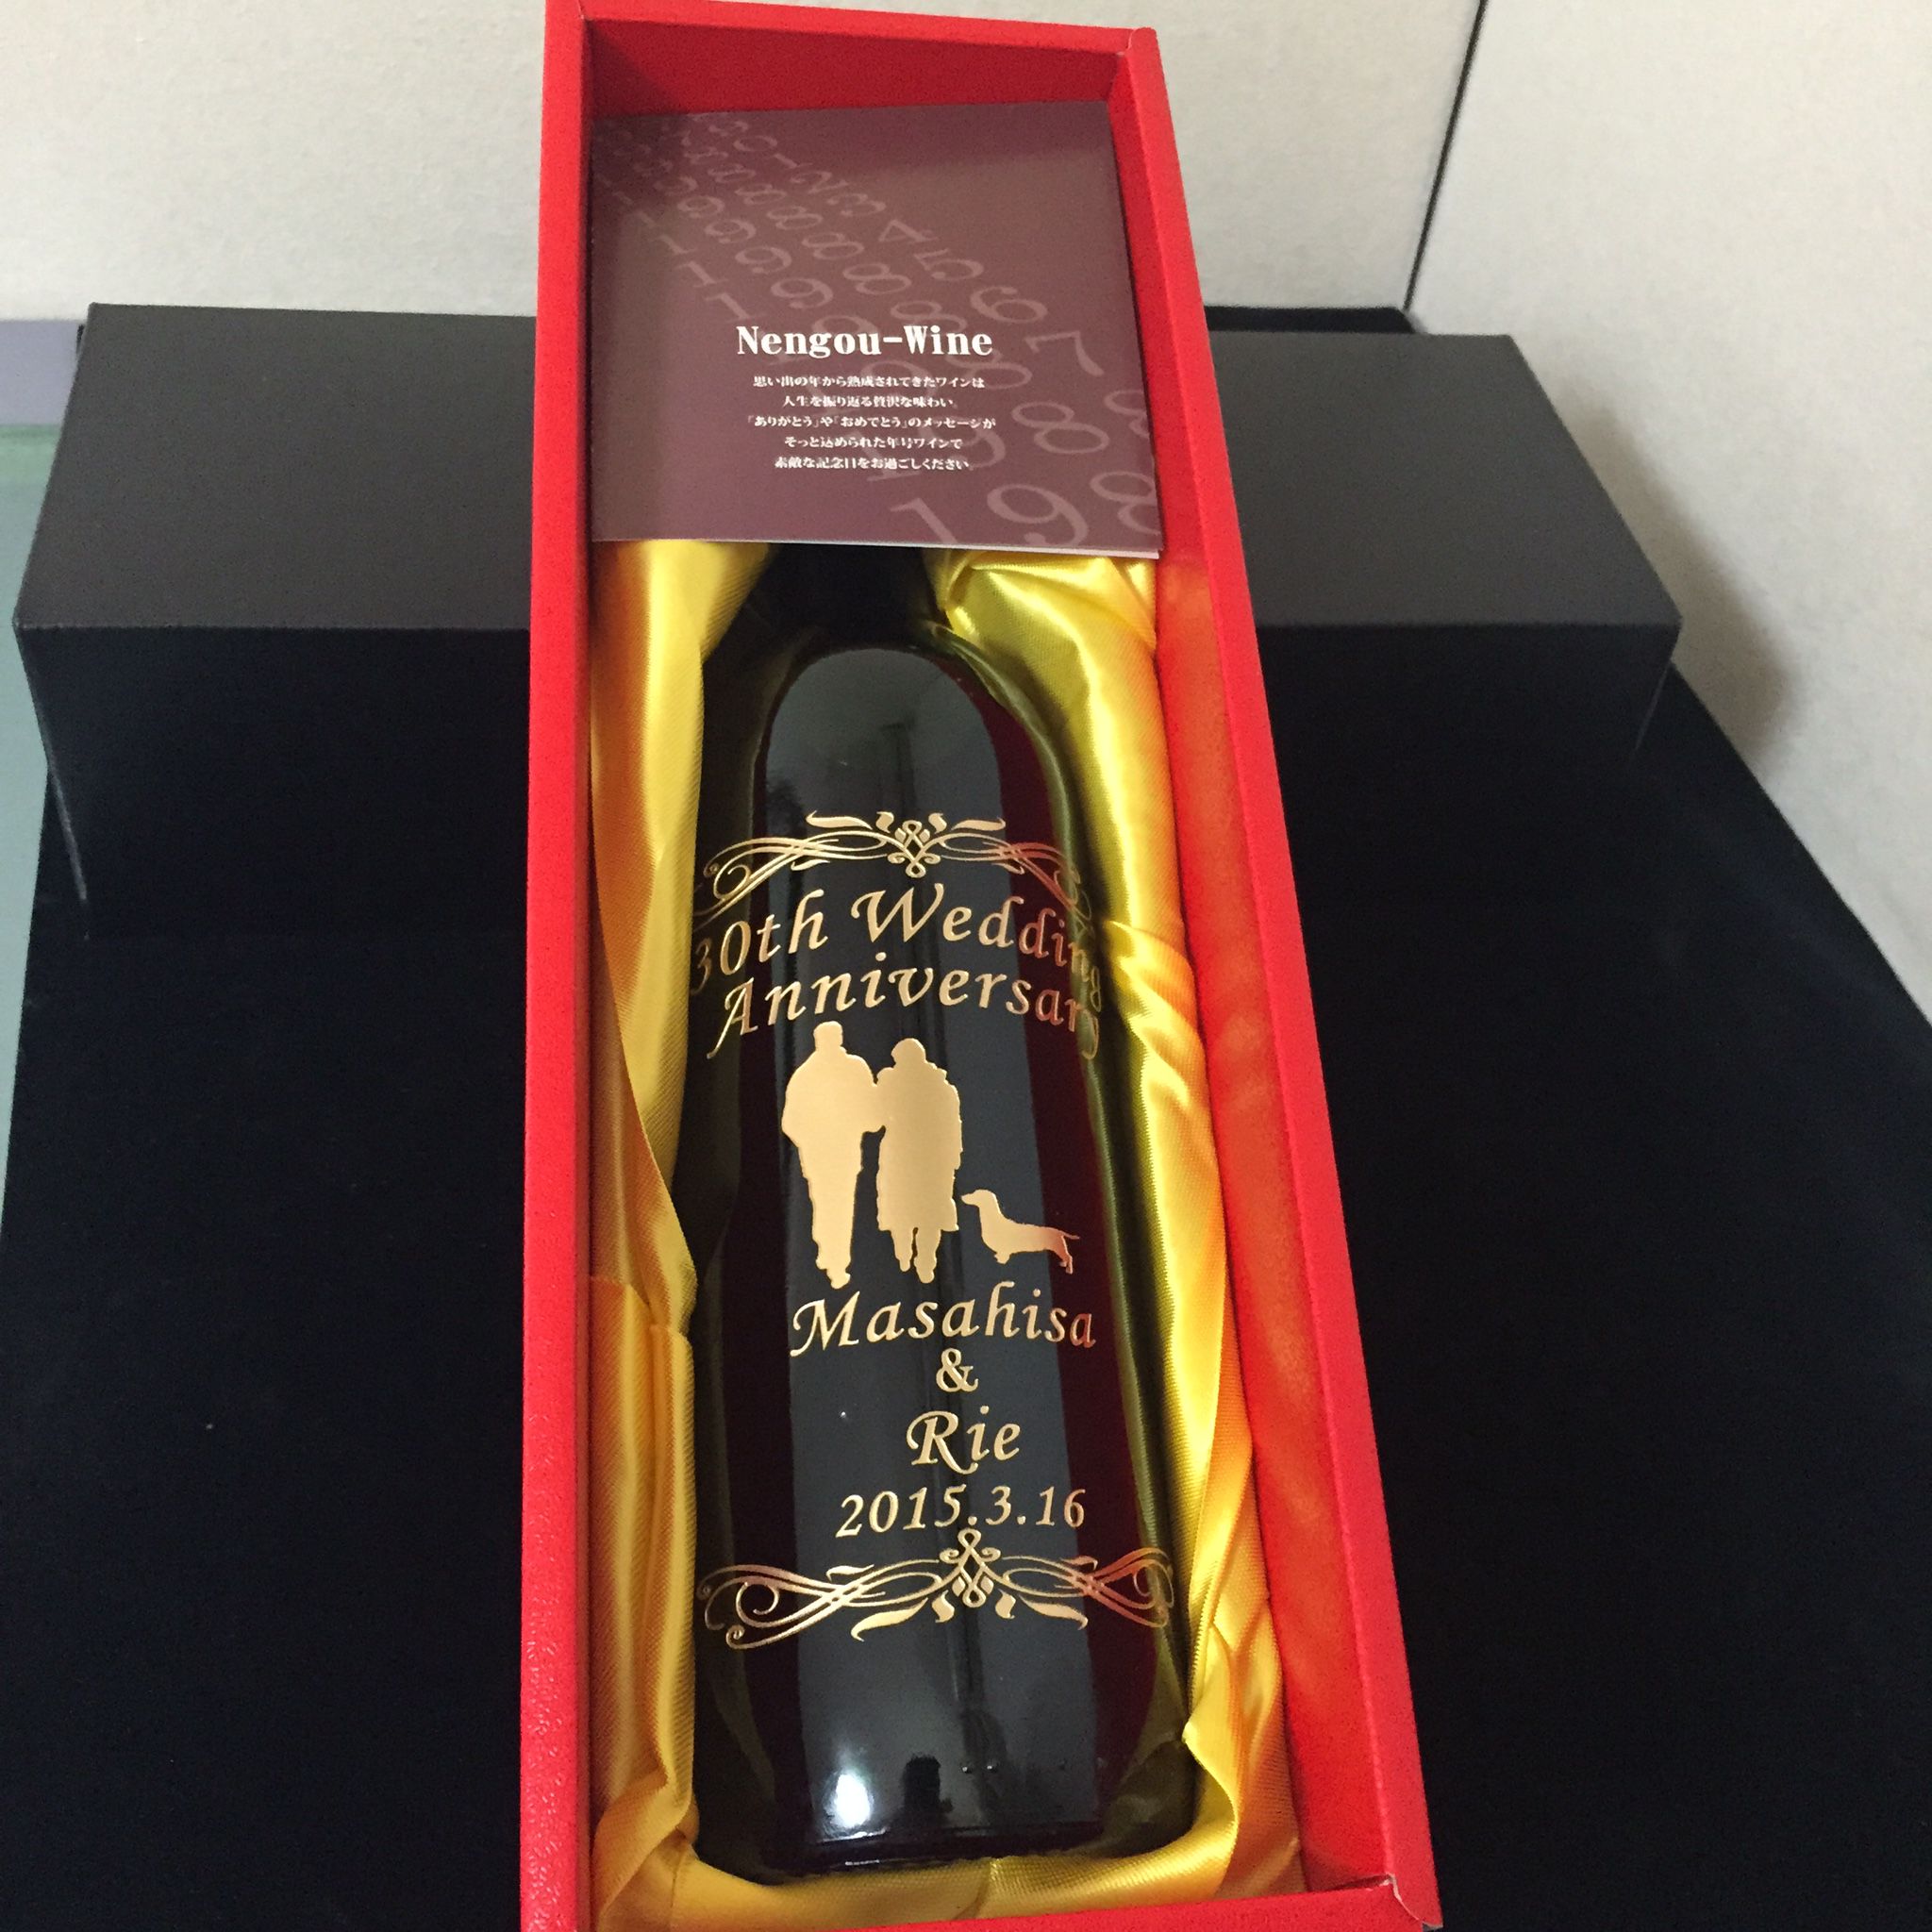 Nengou-Wine
思い出の年から熟成されてきたワインは
人生を振り返る贅沢な味わい。
「ありがとう」や「おめでとう」のメッセージが
そっと込められた年号ワインで
素敵な記念日をお過ごしください。
30th Wedding
Anniversary
Masahisa
&
Rie
2015.3.16